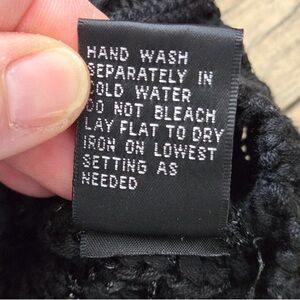 HAND WASH
SEPARATELY IN
COLD WATER
DO NOT BLEACH
LAY FLAT TO DRY
IRON ON LOWEST
SETTING AS
NEEDED